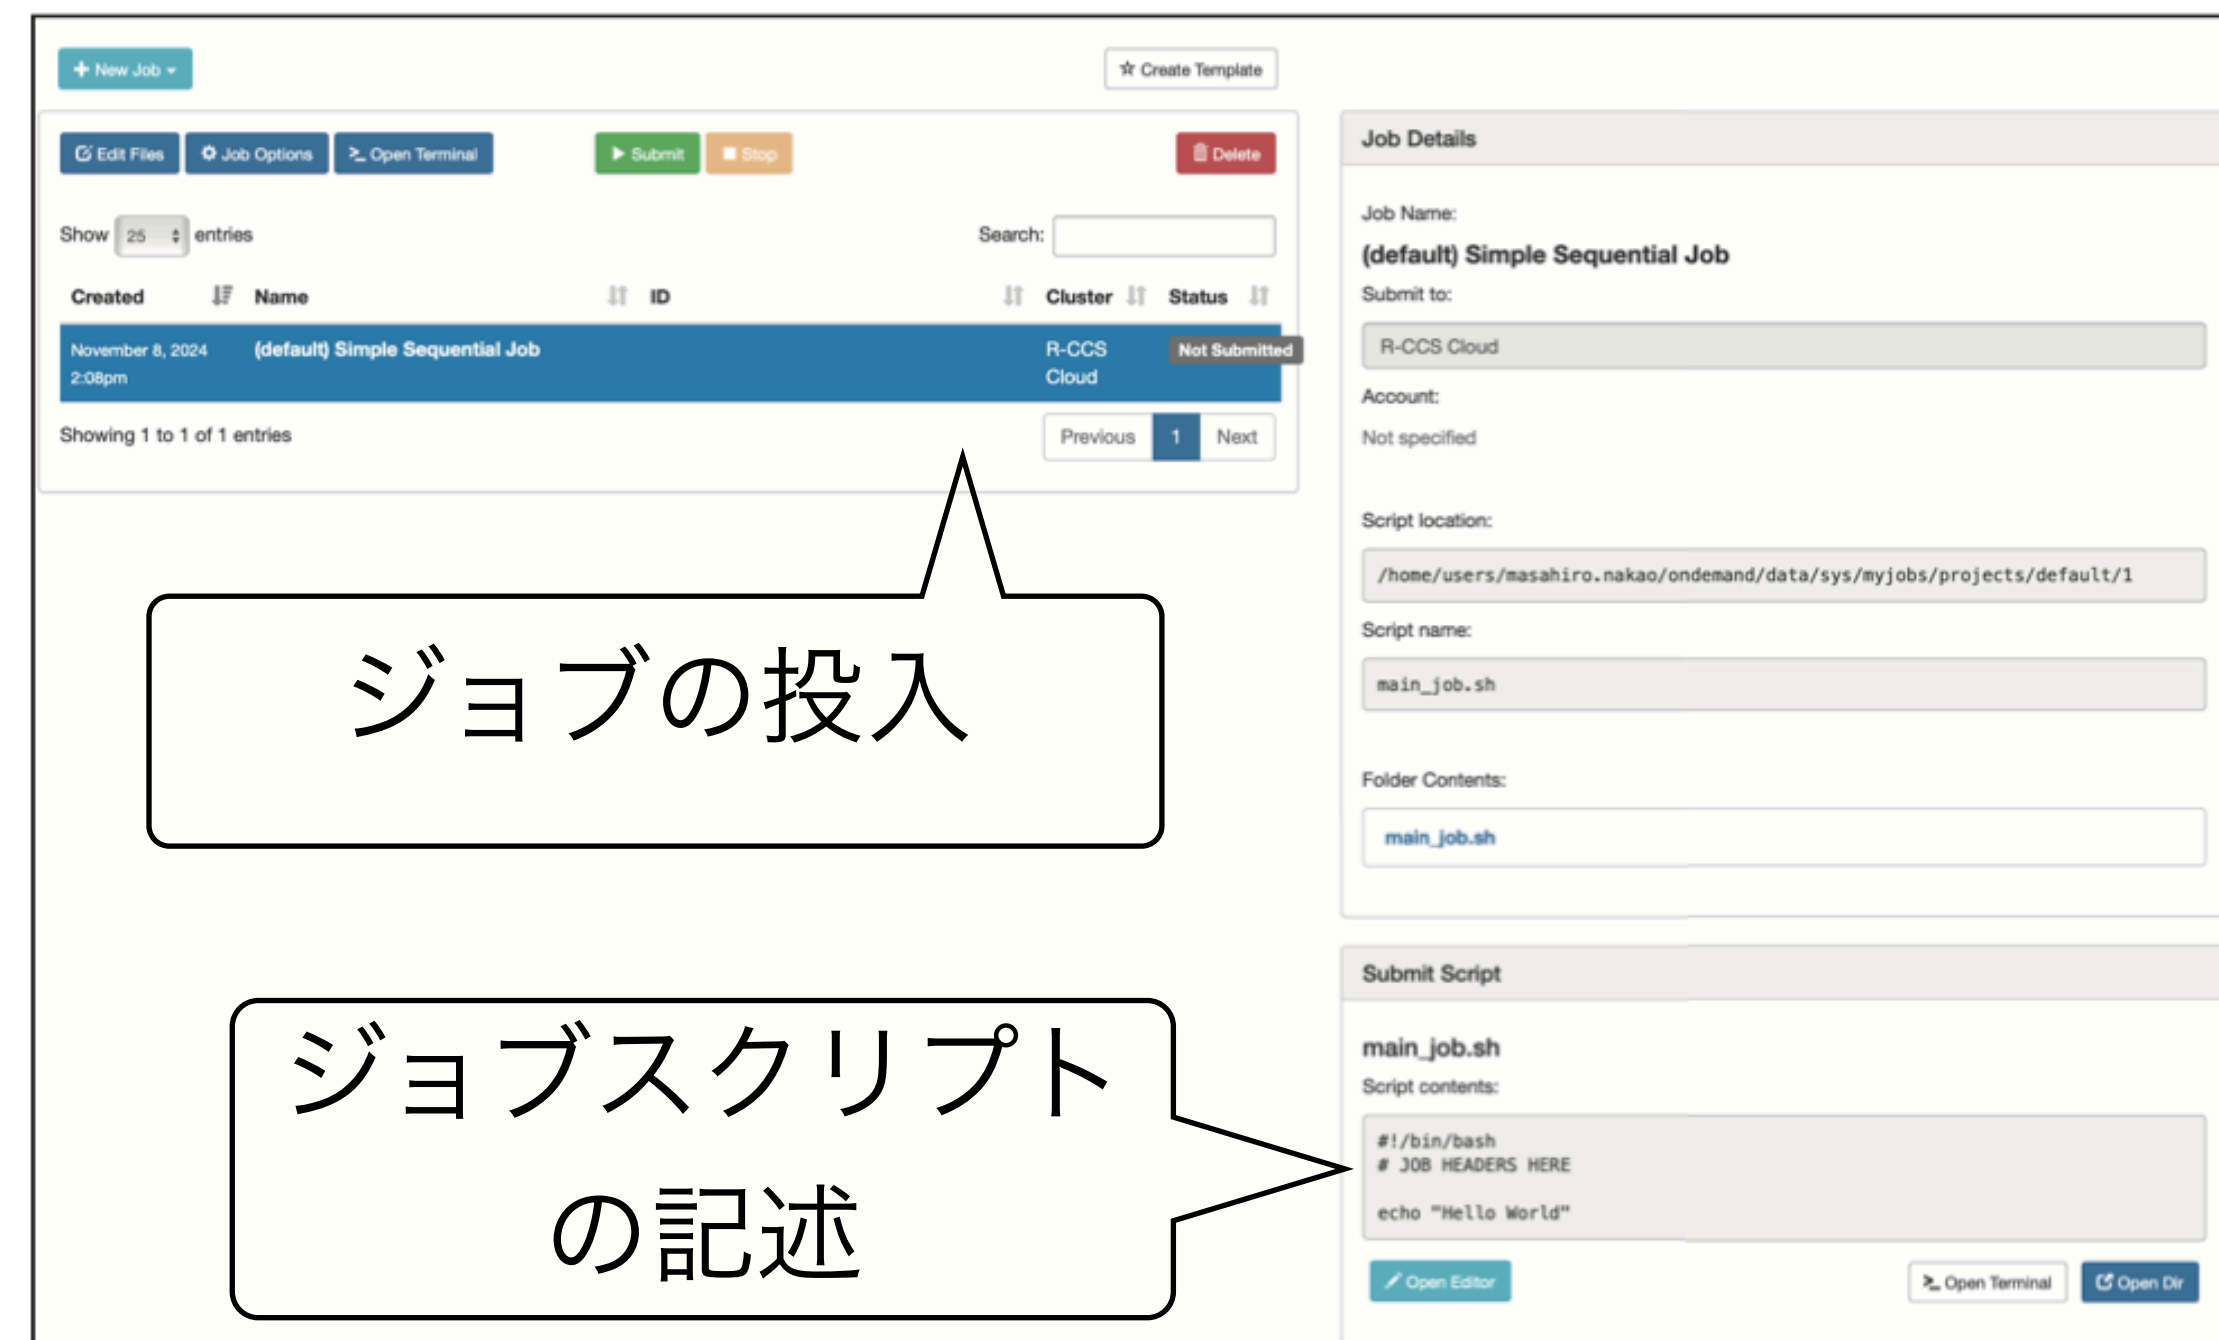 New Job
Create Template
Edit Files Job Options Open Terminal Submit Stop Delete
Show 25 entries Search:
Created Name ID Cluster Status
November 8, 2024 (default) Simple Sequential Job R-CCS Not Submitted
2:08pm Cloud
Showing 1 to 1 of 1 entries Previous 1 Next
ジョブの投入
ジョブスクリプト
の記述
Job Details
Job Name:
(default) Simple Sequential Job
Submit to:
R-CCS Cloud
Account:
Not specified
Script location:
/home/users/masahiro.nakao/ondemand/data/sys/myjobs/projects/default/1
Script name:
main_job.sh
Folder Contents:
main_job.sh
Submit Script
main_job.sh
Script contents:
#!/bin/bash
# JOB HEADERS HERE
echo "Hello World"
Open Editor Open Terminal Open Dir